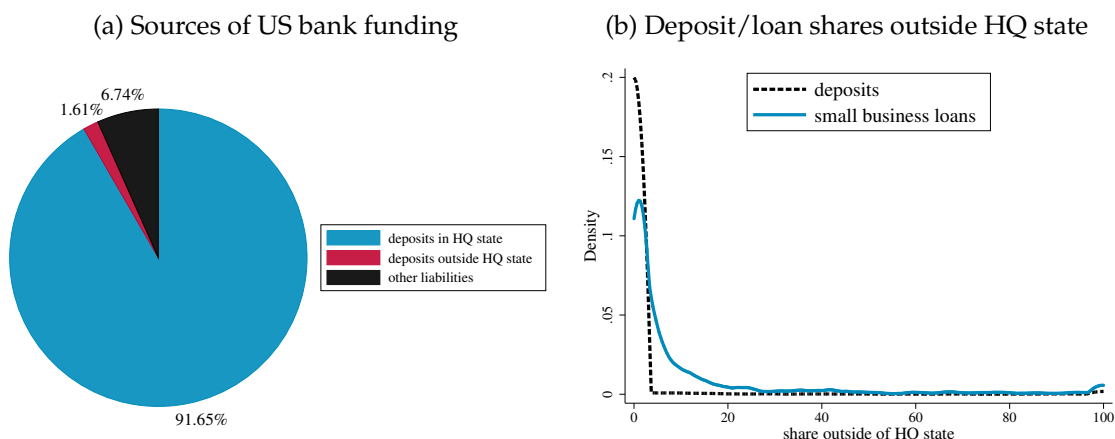 (a) Sources of US bank funding
6.74%
1.61%
91.65%
deposits in HQ state
deposits outside HQ state
other liabilities
(b) Deposit/loan shares outside HQ state
deposits
small business loans
Density
.2
.15
.1
.05
0
0 20 40 60 80 100
share outside of HQ state